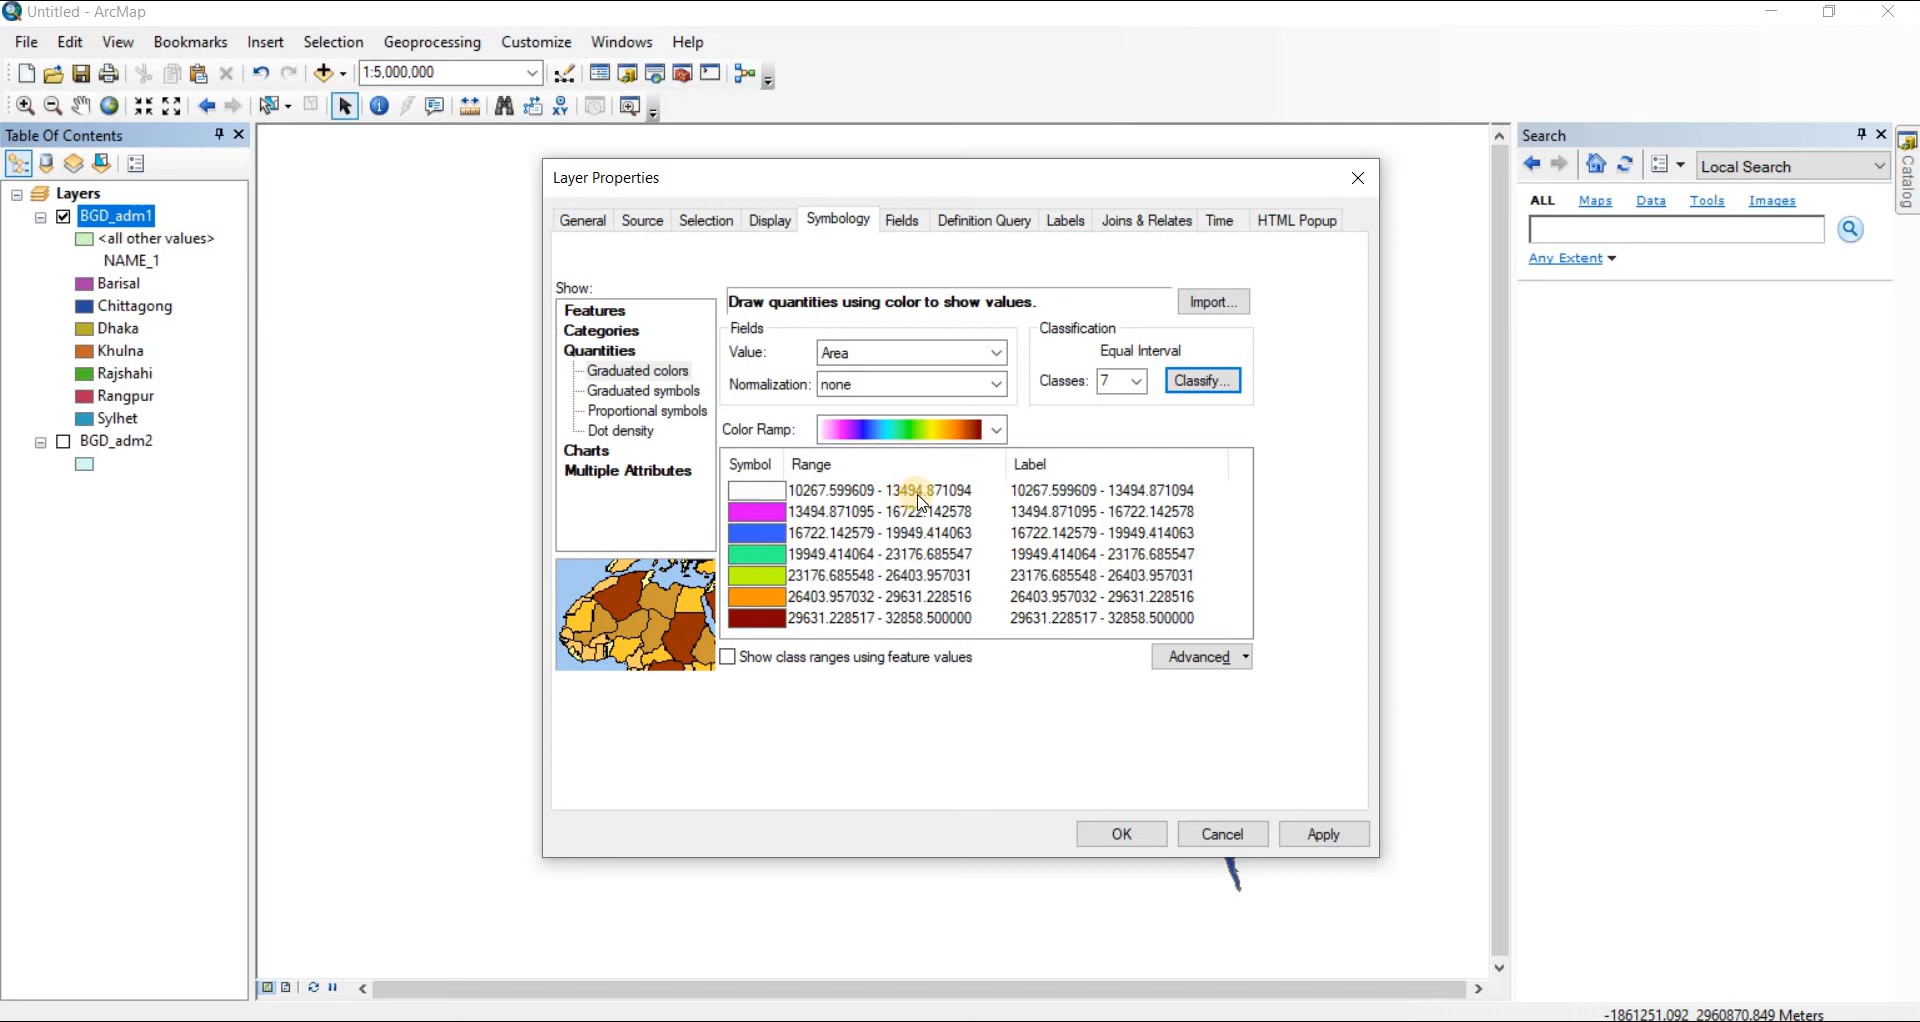 Untitled - ArcMap
File Edit View Bookmarks Insert Selection Geoprocessing Customize Windows Help
1:5,000,000
Table Of Contents
Layers
BGD_adm1
<all other values>
NAME_1
Barisal
Chittagong
Dhaka
Khulna
Rajshahi
Rangpur
Sylhet
BGD_adm2
Layer Properties
General Source Selection Display Symbology Fields Definition Query Labels Joins & Relates Time HTML Popup
Show:
Features
Categories
Quantities
Graduated colors
Graduated symbols
Proportional symbols
Dot density
Charts
Multiple Attributes
Draw quantities using color to show values. Import...
Fields
Value: Area
Normalization: none
Classification
Equal Interval
Classes: 7 Classify...
Color Ramp:
Symbol Range Label
10267.599609 - 13494.871094 10267.599609 - 13494.871094
13494.871095 - 16722.142578 13494.871095 - 16722.142578
16722.142579 - 19949.414063 16722.142579 - 19949.414063
19949.414064 - 23176.685547 19949.414064 - 23176.685547
23176.685548 - 26403.957031 23176.685548 - 26403.957031
26403.957032 - 29631.228516 26403.957032 - 29631.228516
29631.228517 - 32858.500000 29631.228517 - 32858.500000
Show class ranges using feature values Advanced
OK Cancel Apply
Search
Local Search
ALL Maps Data Tools Images
Any Extent
Catalog
-1861251.092 2960870.849 Meters